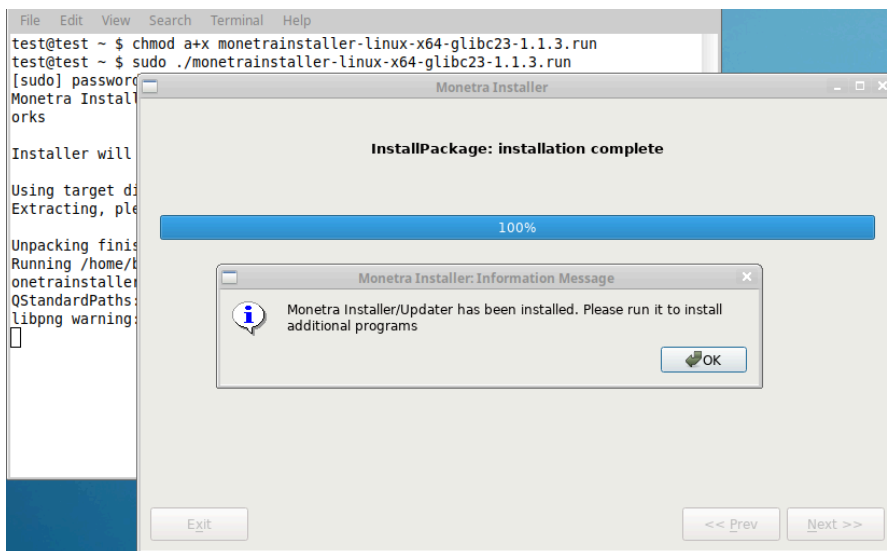 File Edit View Search Terminal Help
test@test ~ $ chmod a+x monetrainstaller-linux-x64-glibc23-1.1.3.run
test@test ~ $ sudo ./monetrainstaller-linux-x64-glibc23-1.1.3.run
[sudo] password
Monetra Install
orks
Installer will
Using target di
Extracting, ple
Unpacking finis
Running /home/b
onetrainstaller
QStandardPaths:
libpng warning:
Monetra Installer
InstallPackage: installation complete
100%
Monetra Installer: Information Message
Monetra Installer/Updater has been installed. Please run it to install
additional programs
OK
Exit
<< Prev
Next >>